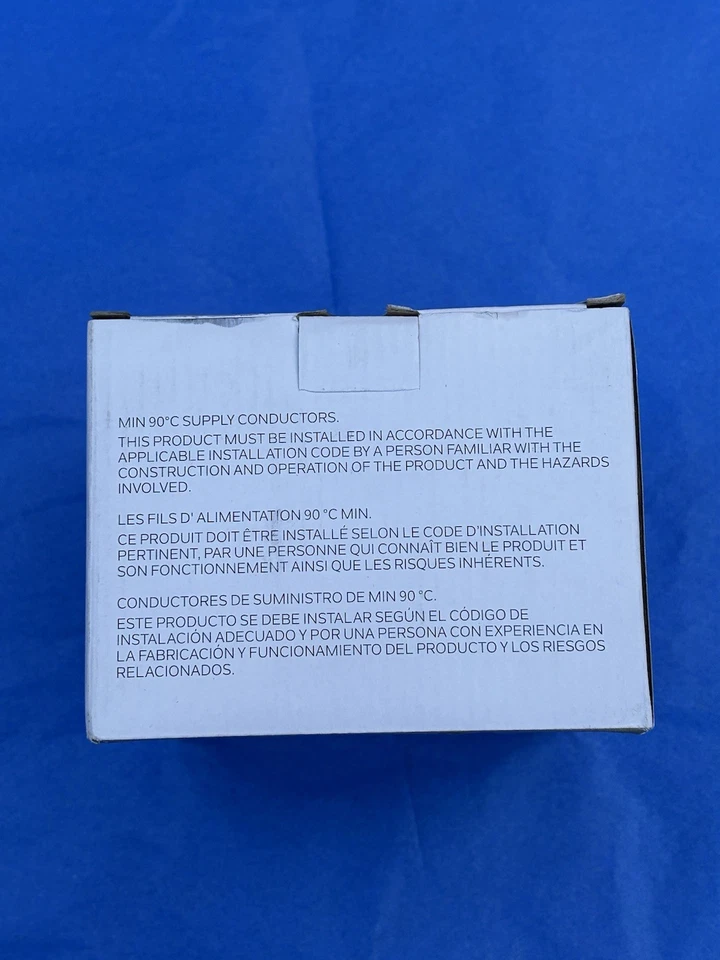 MIN 90°C SUPPLY CONDUCTORS.
THIS PRODUCT MUST BE INSTALLED IN ACCORDANCE WITH THE
APPLICABLE INSTALLATION CODE BY A PERSON FAMILIAR WITH THE
CONSTRUCTION AND OPERATION OF THE PRODUCT AND THE HAZARDS
INVOLVED.
LES FILS D' ALIMENTATION 90 °C MIN.
CE PRODUIT DOIT ÊTRE INSTALLÉ SELON LE CODE D'INSTALLATION
PERTINENT, PAR UNE PERSONNE QUI CONNAÎT BIEN LE PRODUIT ET
SON FONCTIONNEMENT AINSI QUE LES RISQUES INHÉRENTS.
CONDUCTORES DE SUMINISTRO DE MIN 90 °C.
ESTE PRODUCTO SE DEBE INSTALAR SEGÚN EL CÓDIGO DE
INSTALACIÓN ADECUADO Y POR UNA PERSONA CON EXPERIENCIA EN
LA FABRICACIÓN Y FUNCIONAMIENTO DEL PRODUCTO Y LOS RIESGOS
RELACIONADOS.